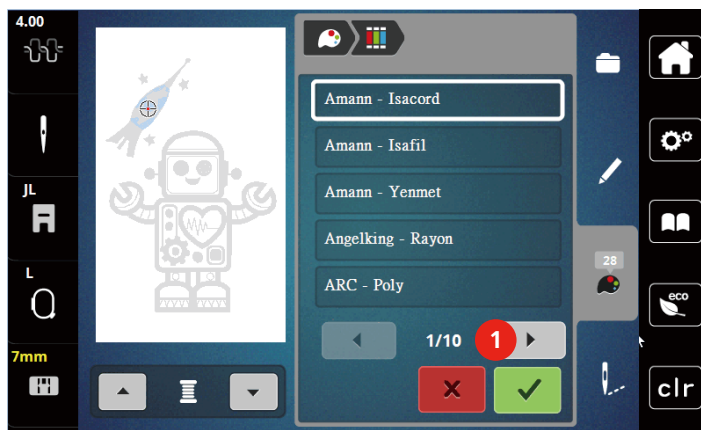 4.00
JL
L
7mm
Amann - Isacord
Amann - Isafil
Amann - Yenmet
Angelking - Rayon
ARC - Poly
1/10
1
28
eco
clr